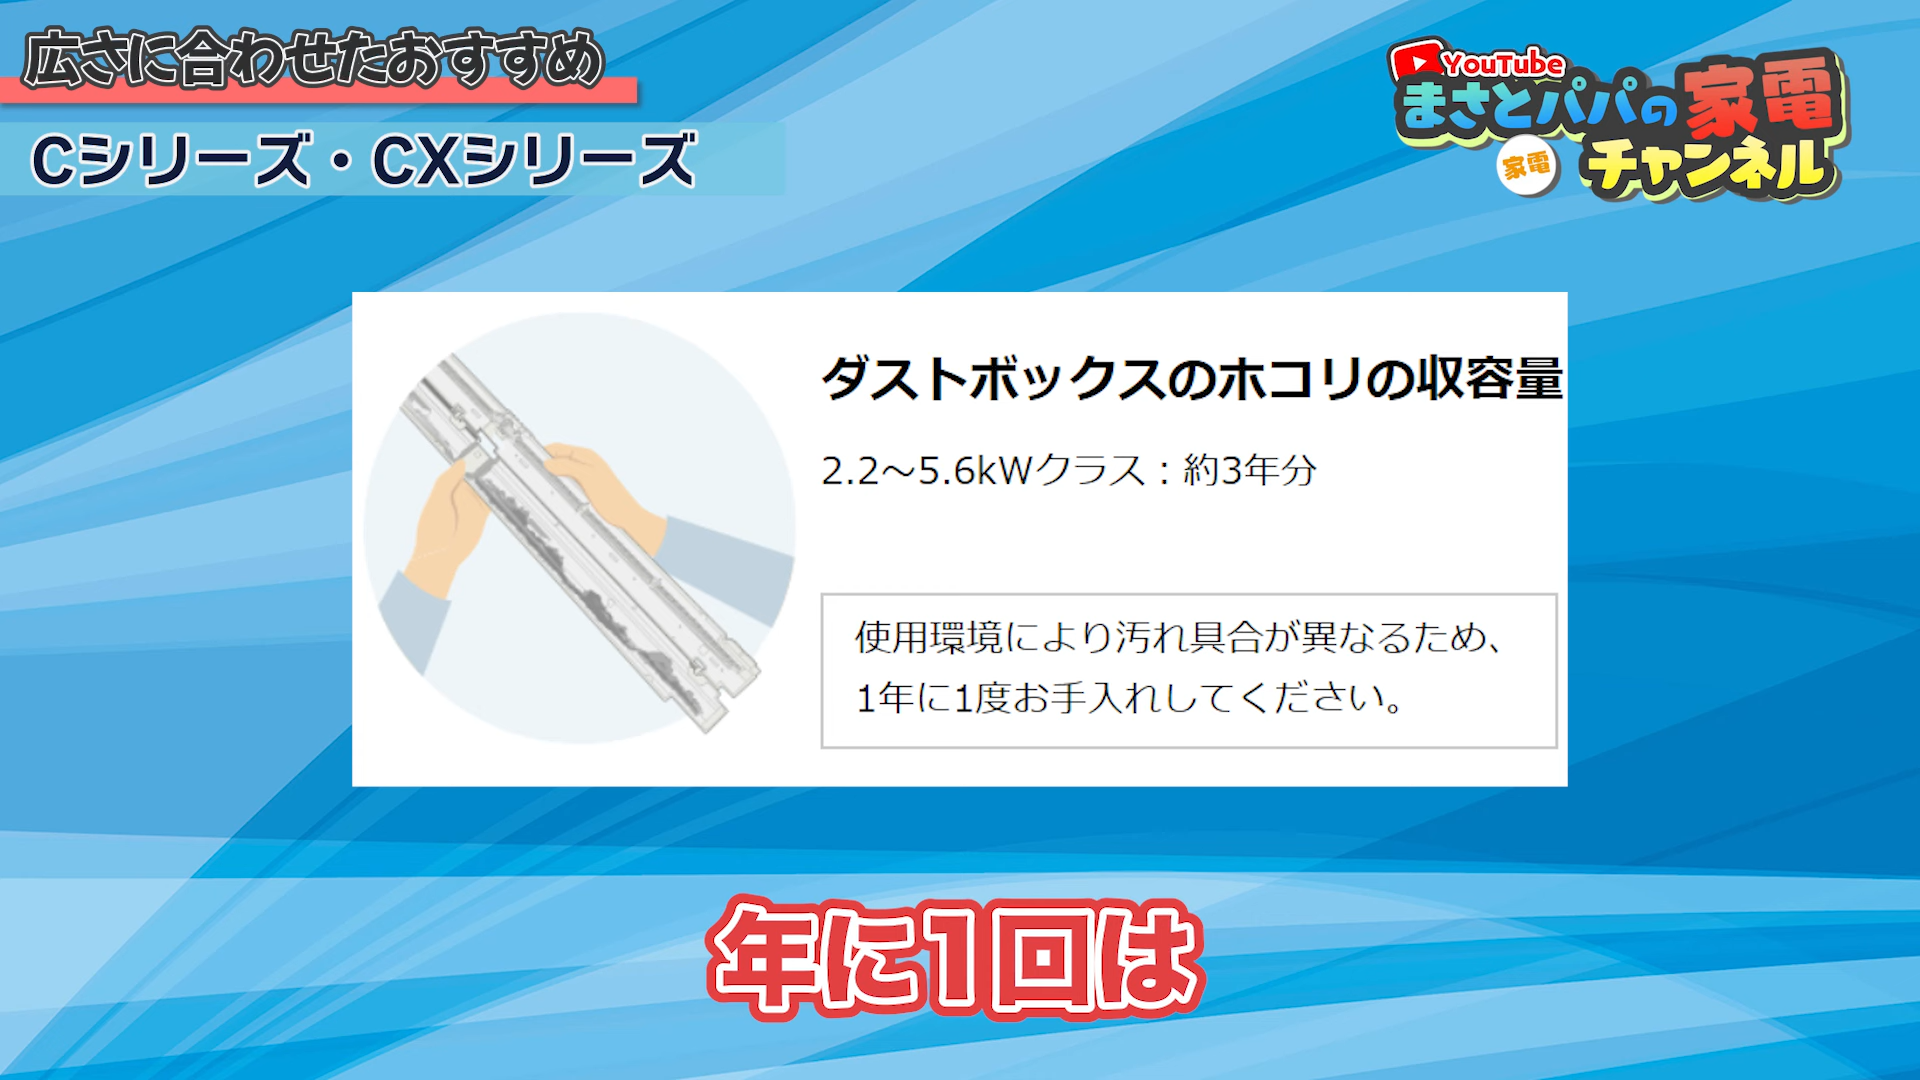 広さに合わせたおすすめ
Cシリーズ・CXシリーズ
YouTube
まさとパパの家電
家電
チャンネル
ダストボックスのホコリの収容量
2.2～5.6kWクラス：約3年分
使用環境により汚れ具合が異なるため、
1年に1度お手入れしてください。
年に1回は